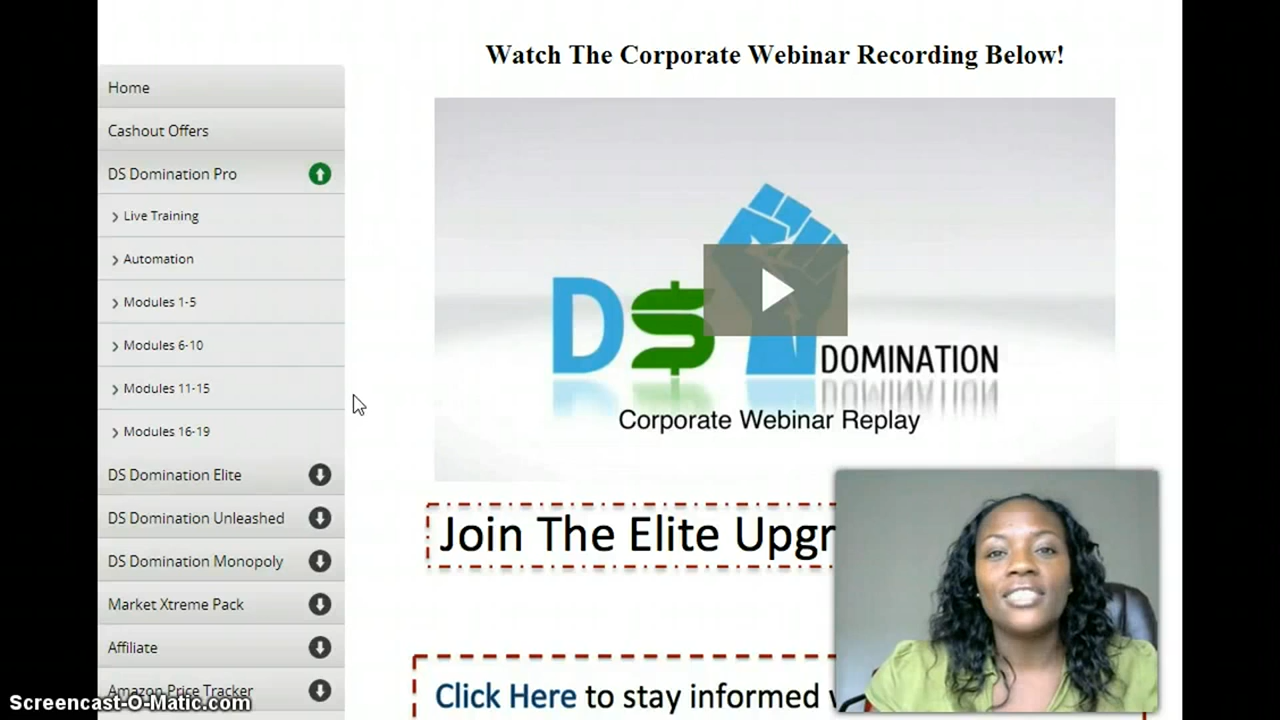 Watch The Corporate Webinar Recording Below!
Home
Cashout Offers
DS Domination Pro
Live Training
Automation
Modules 1-5
Modules 6-10
Modules 11-15
Modules 16-19
DS Domination Elite
DS Domination Unleashed
DS Domination Monopoly
Market Xtreme Pack
Affiliate
Amazon Price Tracker
D$ DOMINATION
Corporate Webinar Replay
Join The Elite Upgr
Click Here to stay informed
Screencast-O-Matic.com